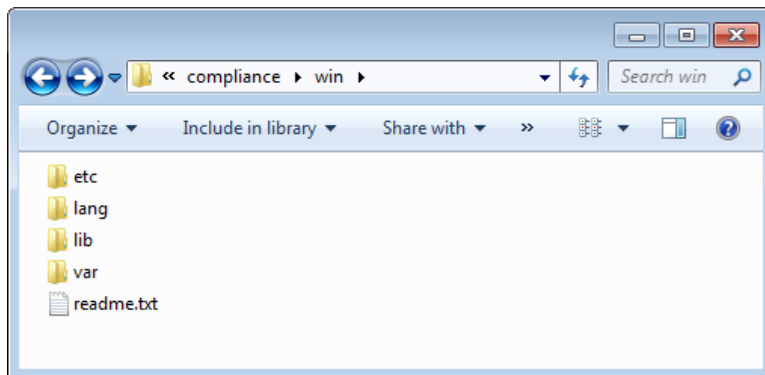 « compliance ▸ win ▸ Search win
Organize Include in library Share with »
etc
lang
lib
var
readme.txt